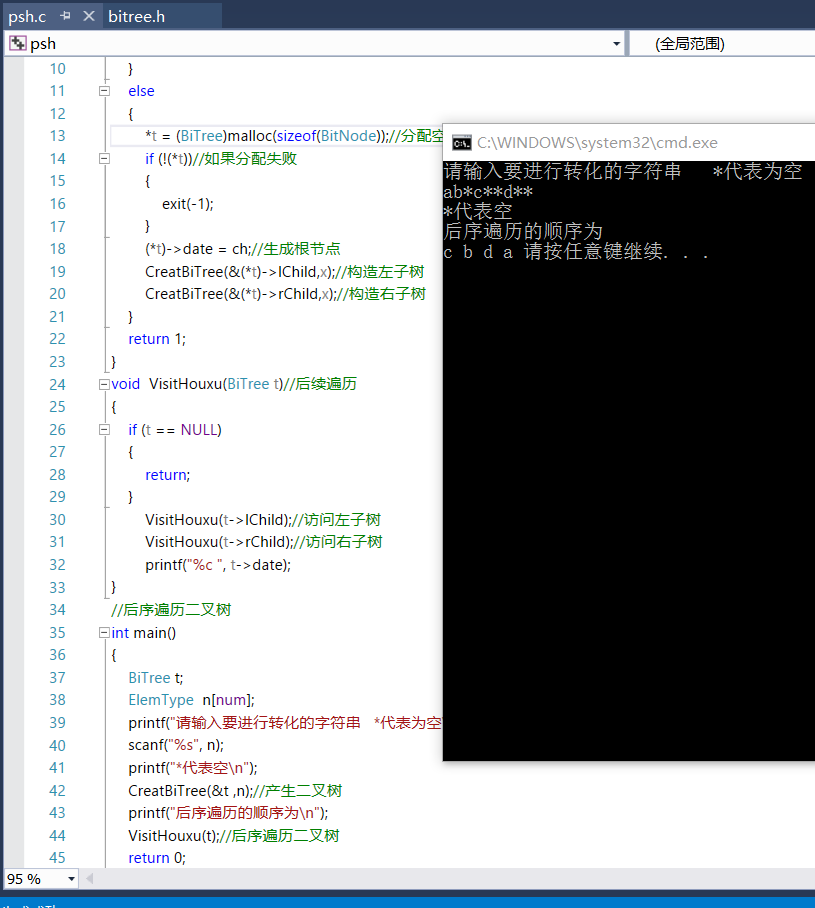 psh.c
bitree.h
psh
(全局范围)
10 }
11 else
12 {
13 *t = (BiTree)malloc(sizeof(BitNode));//分配空
14 if (!(*t))//如果分配失败
15 {
16 exit(-1);
17 }
18 (*t)->date = ch;//生成根节点
19 CreatBiTree(&(*t)->lChild,x);//构造左子树
20 CreatBiTree(&(*t)->rChild,x);//构造右子树
21 }
22 return 1;
23 }
24 void  VisitHouxu(BiTree t)//后续遍历
25 {
26 if (t == NULL)
27 {
28 return;
29 }
30 VisitHouxu(t->lChild);//访问左子树
31 VisitHouxu(t->rChild);//访问右子树
32 printf("%c ", t->date);
33 }
34 //后序遍历二叉树
35 int main()
36 {
37 BiTree t;
38 ElemType  n[num];
39 printf("请输入要进行转化的字符串   *代表为空
40 scanf("%s", n);
41 printf("*代表空\n");
42 CreatBiTree(&t ,n);//产生二叉树
43 printf("后序遍历的顺序为\n");
44 VisitHouxu(t);//后序遍历二叉树
45 return 0;
95 %
C:\WINDOWS\system32\cmd.exe
请输入要进行转化的字符串   *代表为空
ab*c**d**
*代表空
后序遍历的顺序为
c b d a 请按任意键继续. . .